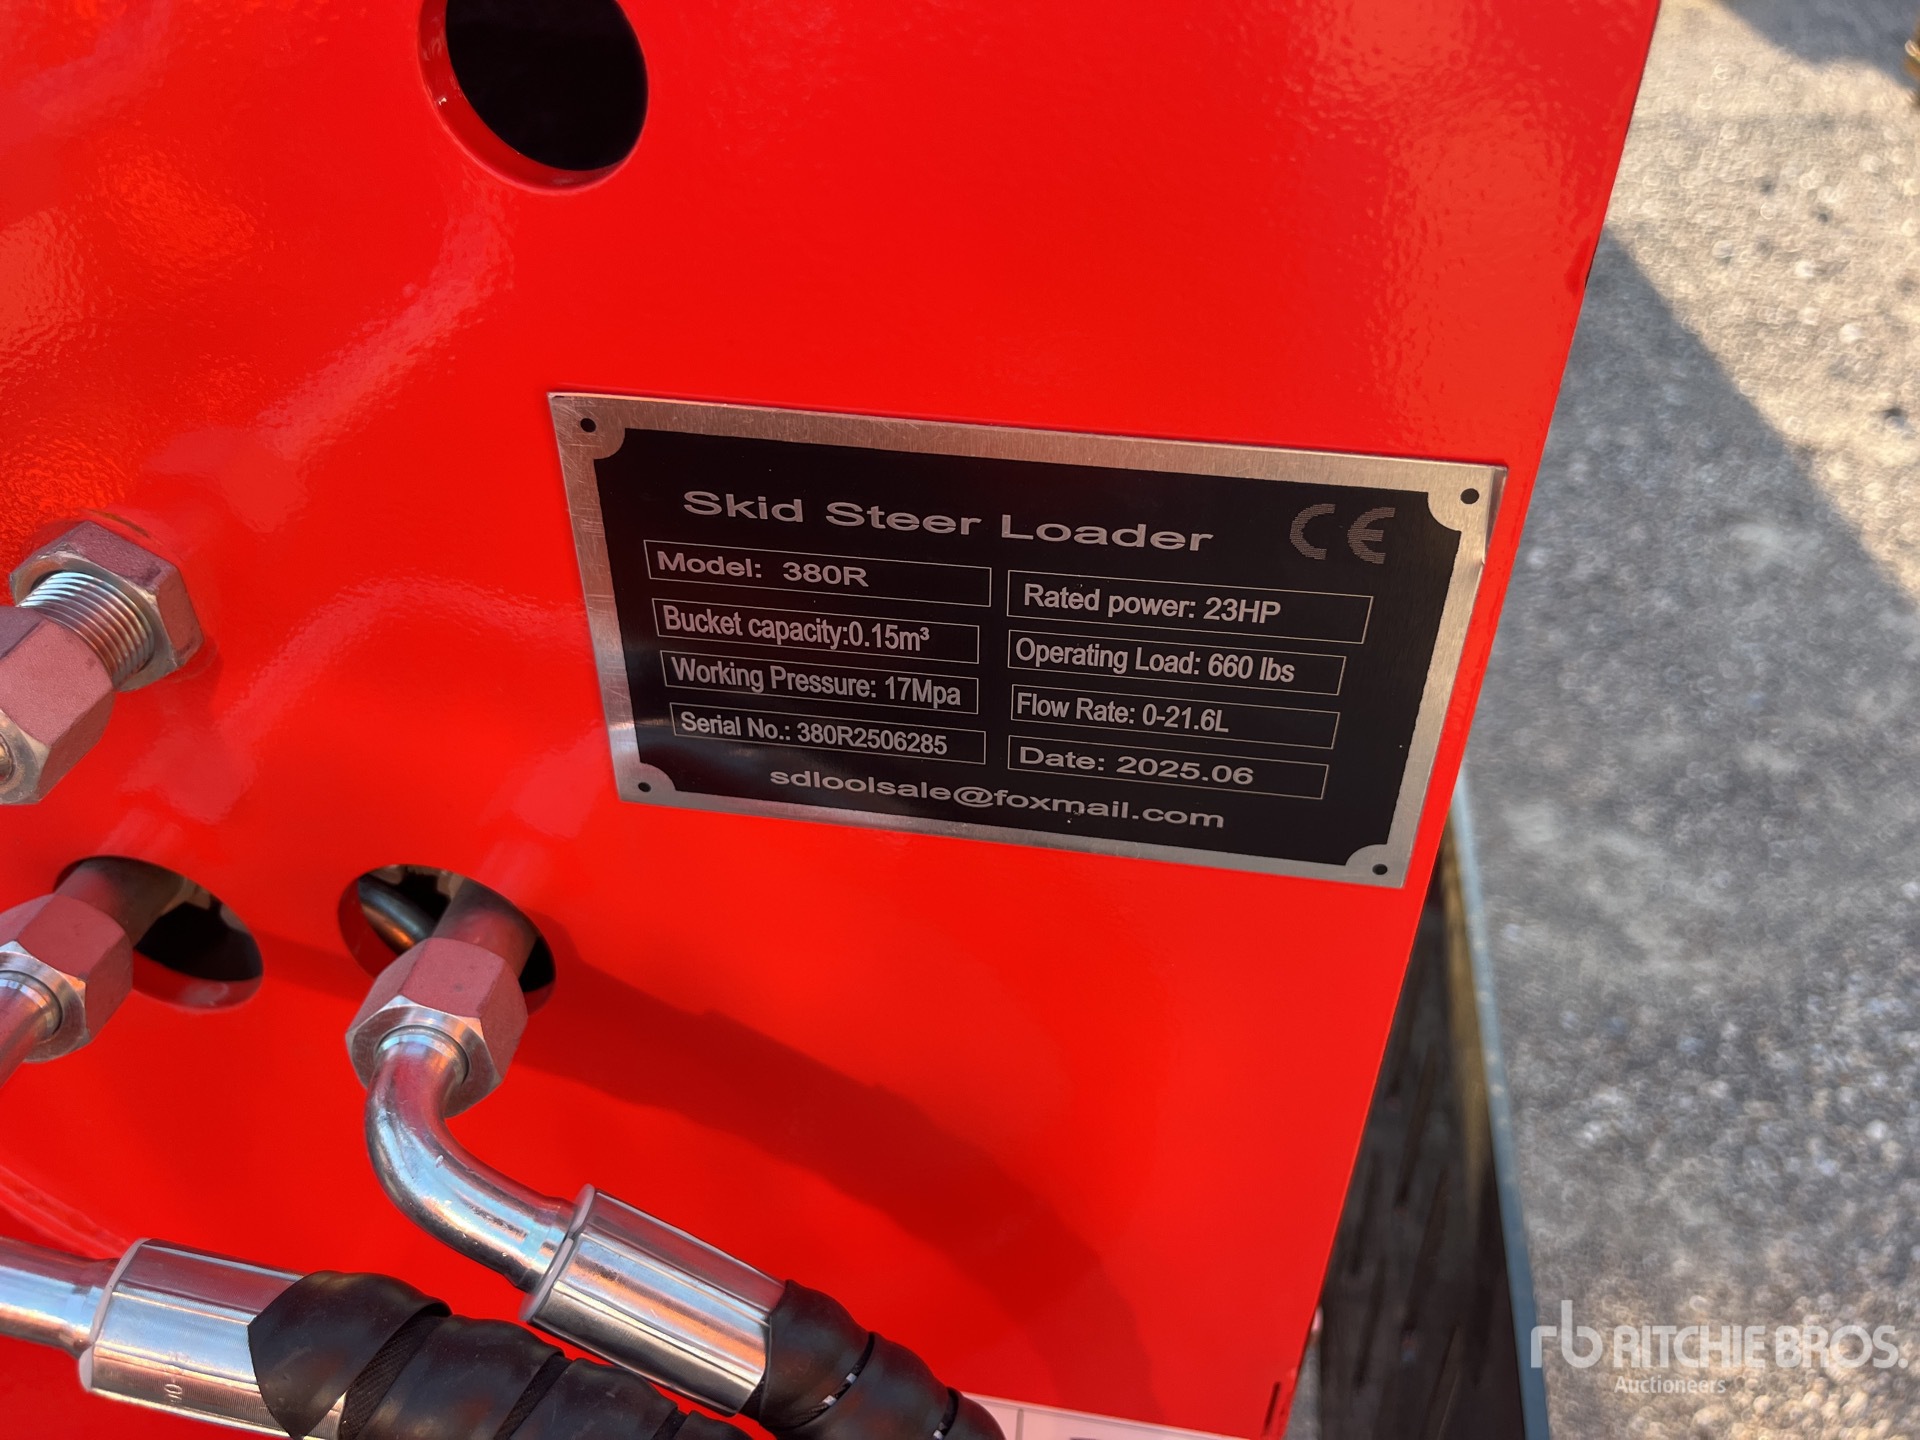 Skid Steer Loader CE
Model: 380R
Rated power: 23HP
Bucket capacity:0.15m³
Operating Load: 660 lbs
Working Pressure: 17Mpa
Flow Rate: 0-21.6L
Serial No.: 380R2506285
Date: 2025.06
sdloolsale@foxmail.com
rb RITCHIE BROS.
Auctioneers